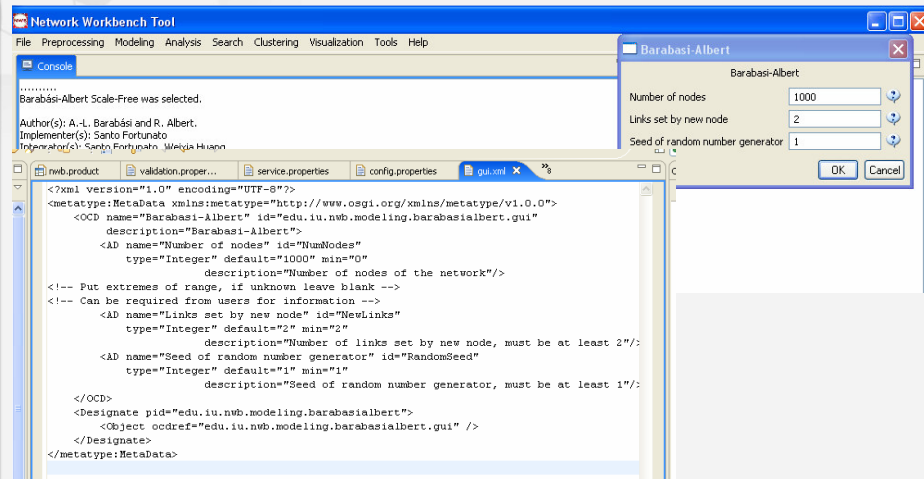 Network Workbench Tool
File Preprocessing Modeling Analysis Search Clustering Visualization Tools Help
Console
..........
Barabási-Albert Scale-Free was selected.
Author(s): A.-L. Barabási and R. Albert.
Implementer(s): Santo Fortunato
Integrator(s): Santo Fortunato, Weixia Huang
Barabasi-Albert
Barabasi-Albert
Number of nodes 1000
Links set by new node 2
Seed of random number generator 1
OK Cancel
nwb.product validation.proper... service.properties config.properties gui.xml »8
<?xml version="1.0" encoding="UTF-8"?>
<metatype:MetaData xmlns:metatype="http://www.osgi.org/xmlns/metatype/v1.0.0">
<OCD name="Barabasi-Albert" id="edu.iu.nwb.modeling.barabasialbert.gui"
description="Barabasi-Albert">
<AD name="Number of nodes" id="NumNodes"
type="Integer" default="1000" min="0"
description="Number of nodes of the network"/>
<!-- Put extremes of range, if unknown leave blank -->
<!-- Can be required from users for information -->
<AD name="Links set by new node" id="NewLinks"
type="Integer" default="2" min="2"
description="Number of links set by new node, must be at least 2"/>
<AD name="Seed of random number generator" id="RandomSeed"
type="Integer" default="1" min="1"
description="Seed of random number generator, must be at least 1"/>
</OCD>
<Designate pid="edu.iu.nwb.modeling.barabasialbert">
<Object ocdref="edu.iu.nwb.modeling.barabasialbert.gui" />
</Designate>
</metatype:MetaData>